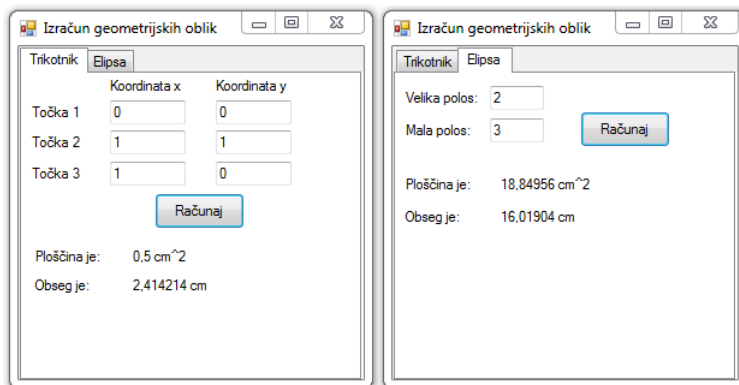 Izračun geometrijskih oblik
Trikotnik Elipsa
Koordinata x Koordinata y
Točka 1 0 0
Točka 2 1 1
Točka 3 1 0
Računaj
Ploščina je: 0,5 cm^2
Obseg je: 2,414214 cm
Izračun geometrijskih oblik
Trikotnik Elipsa
Velika polos: 2
Mala polos: 3
Računaj
Ploščina je: 18,84956 cm^2
Obseg je: 16,01904 cm